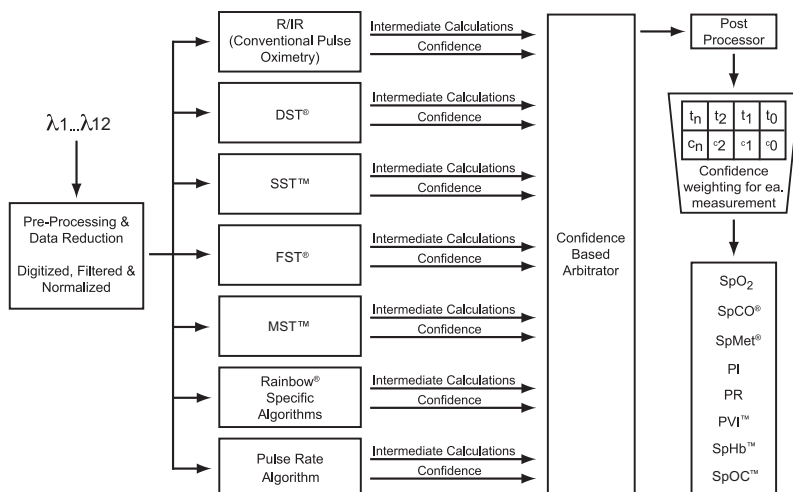 λ1...λ12
Pre-Processing &
Data Reduction
Digitized, Filtered &
Normalized
R/IR
(Conventional Pulse
Oximetry)
Intermediate Calculations
Confidence
DST®
Intermediate Calculations
Confidence
SST™
Intermediate Calculations
Confidence
FST®
Intermediate Calculations
Confidence
MST™
Intermediate Calculations
Confidence
Rainbow®
Specific
Algorithms
Intermediate Calculations
Confidence
Pulse Rate
Algorithm
Intermediate Calculations
Confidence
Confidence
Based
Arbitrator
Post
Processor
tn t2 t1 t0
cn c2 c1 c0
Confidence
weighting for ea.
measurement
SpO₂
SpCO®
SpMet®
PI
PR
PVI™
SpHb™
SpOC™